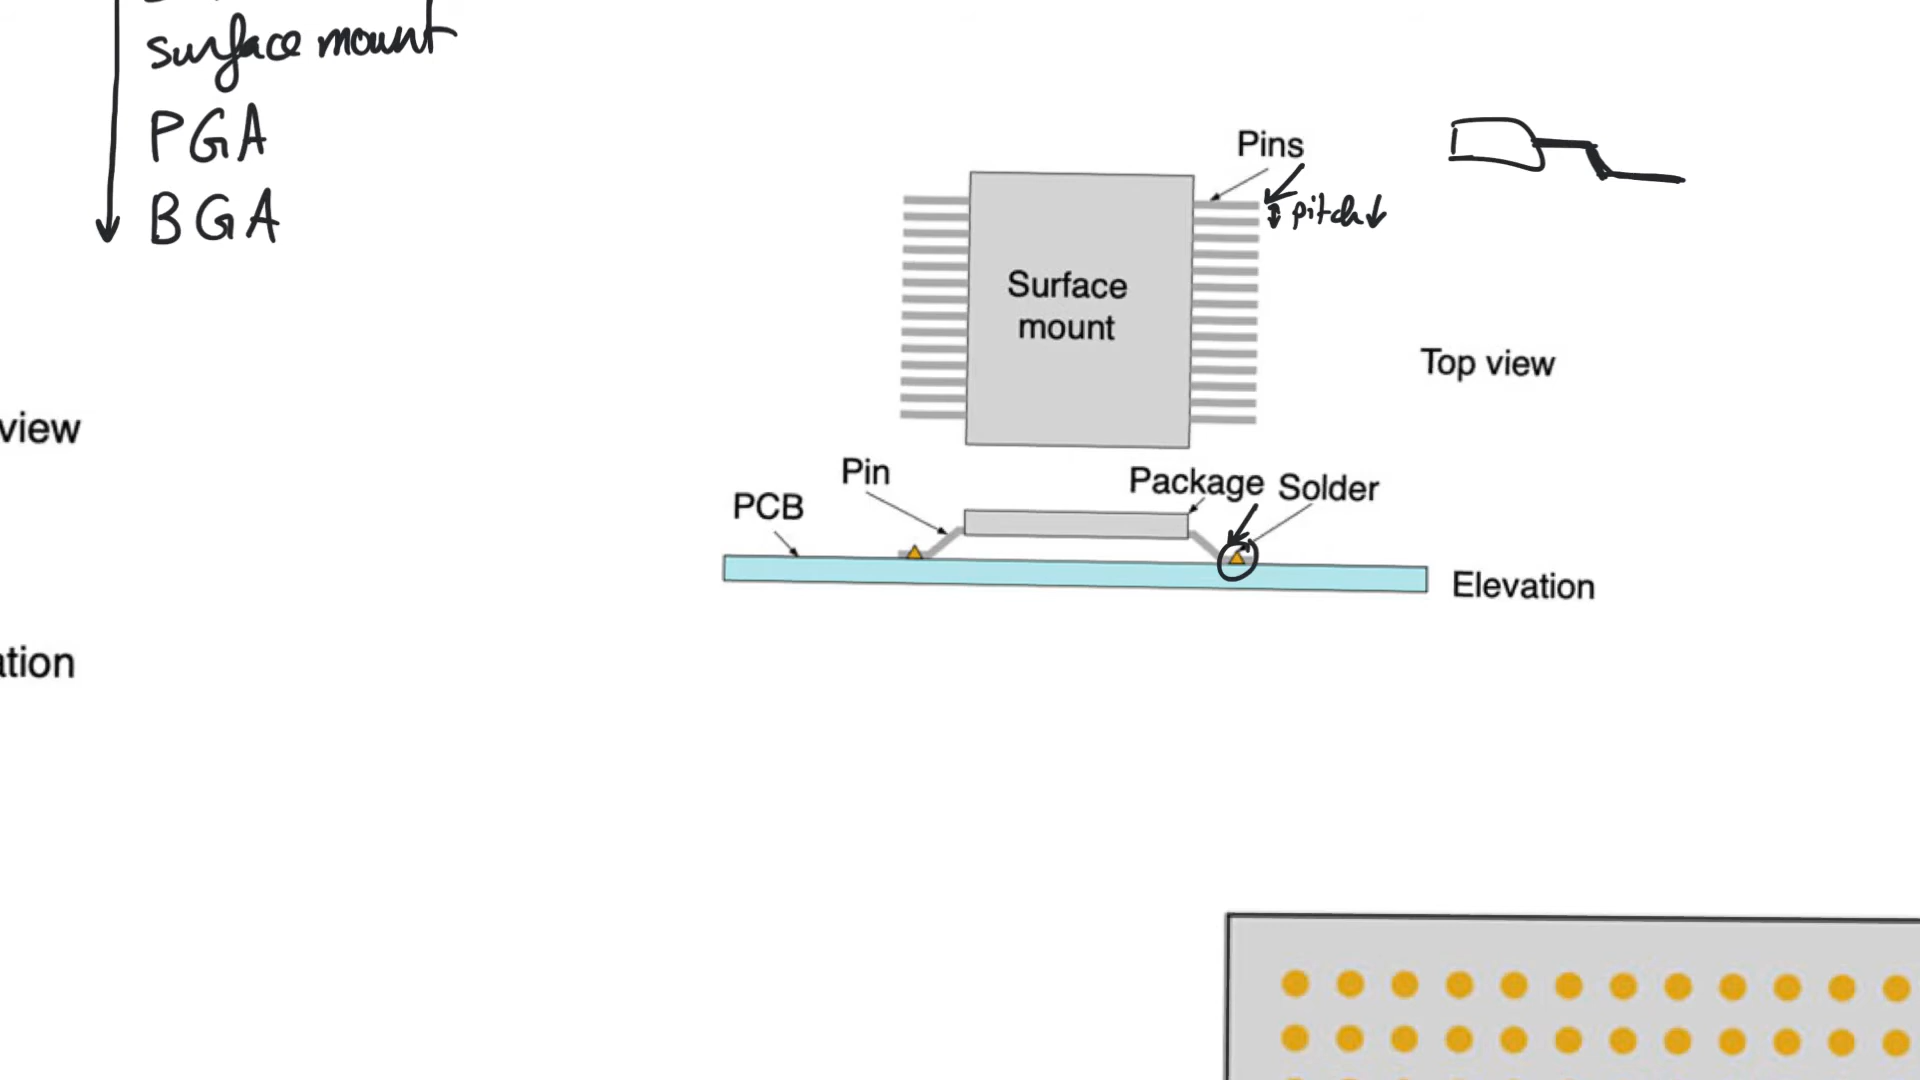 surface mount
PGA
BGA
Pins
pitch↓
Surface
mount
Top view
view
Pin
Package Solder
PCB
Elevation
ation